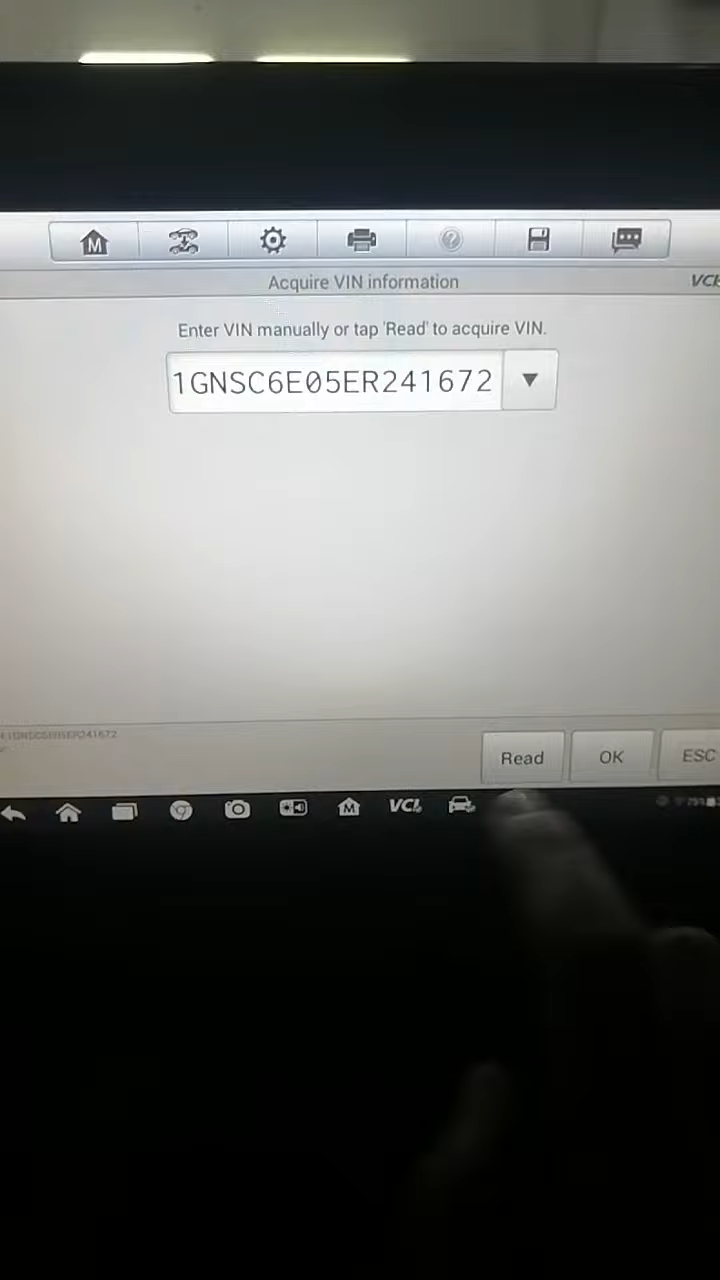 M
Acquire VIN information
VCI
Enter VIN manually or tap 'Read' to acquire VIN.
1GNSC6E05ER241672
Read
OK
ESC
M
VCI